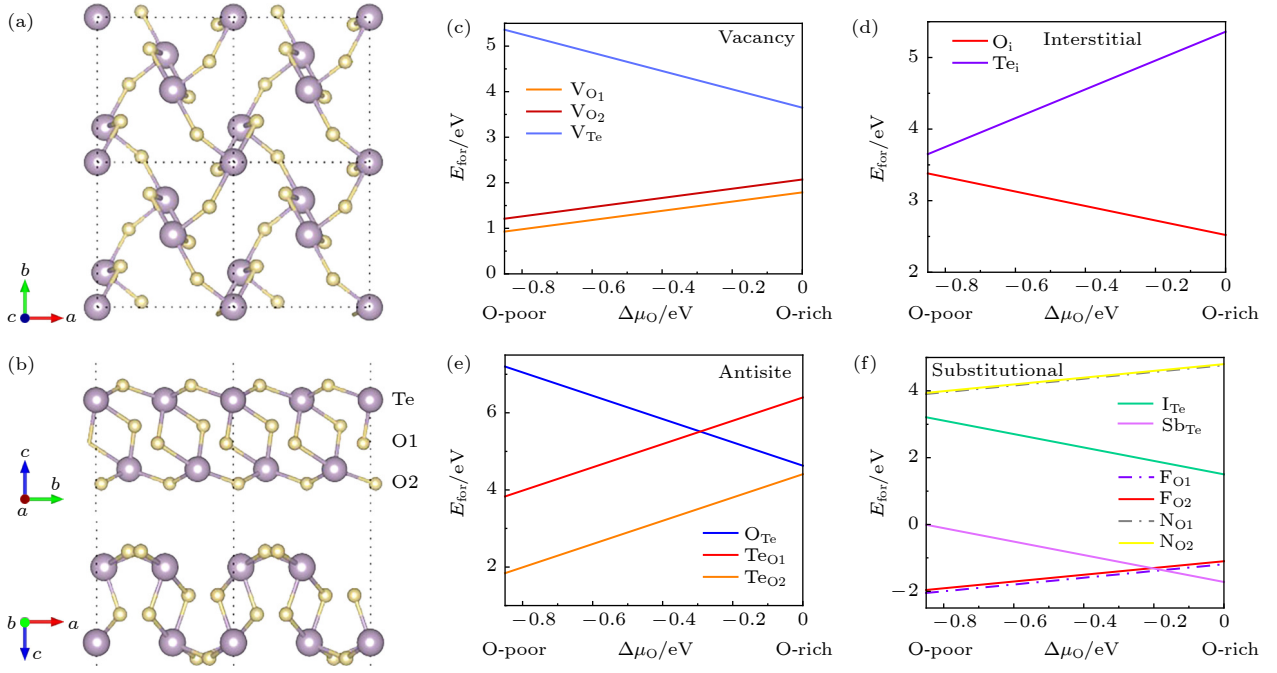 (a)
b
c
a
(b)
Te
O1
O2
c
b
a
b
a
c
(c)
Vacancy
V_O1
V_O2
V_Te
E_for/eV
5
4
3
2
1
0
−0.8
−0.6
−0.4
−0.2
0
O-poor
Δμ_O/eV
O-rich
(d)
Interstitial
O_i
Te_i
E_for/eV
5
4
3
2
−0.8
−0.6
−0.4
−0.2
0
O-poor
Δμ_O/eV
O-rich
(e)
Antisite
O_Te
Te_O1
Te_O2
E_for/eV
6
4
2
−0.8
−0.6
−0.4
−0.2
0
O-poor
Δμ_O/eV
O-rich
(f)
Substitutional
I_Te
Sb_Te
F_O1
F_O2
N_O1
N_O2
E_for/eV
4
2
0
−2
−0.8
−0.6
−0.4
−0.2
0
O-poor
Δμ_O/eV
O-rich